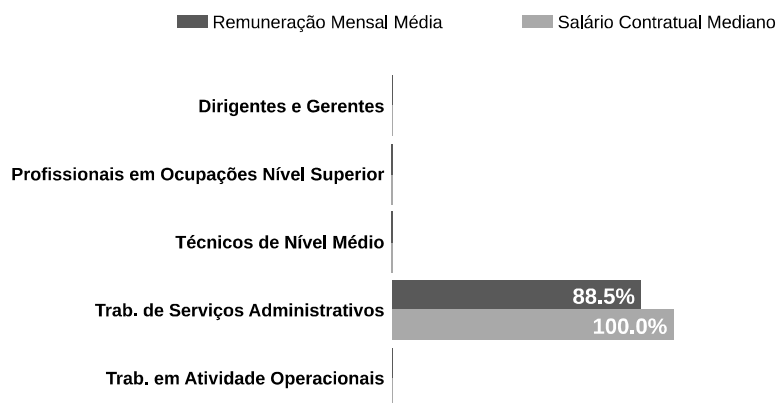 Remuneração Mensal Média Salário Contratual Mediano
Dirigentes e Gerentes
Profissionais em Ocupações Nível Superior
Técnicos de Nível Médio
Trab. de Serviços Administrativos
88.5%
100.0%
Trab. em Atividade Operacionais